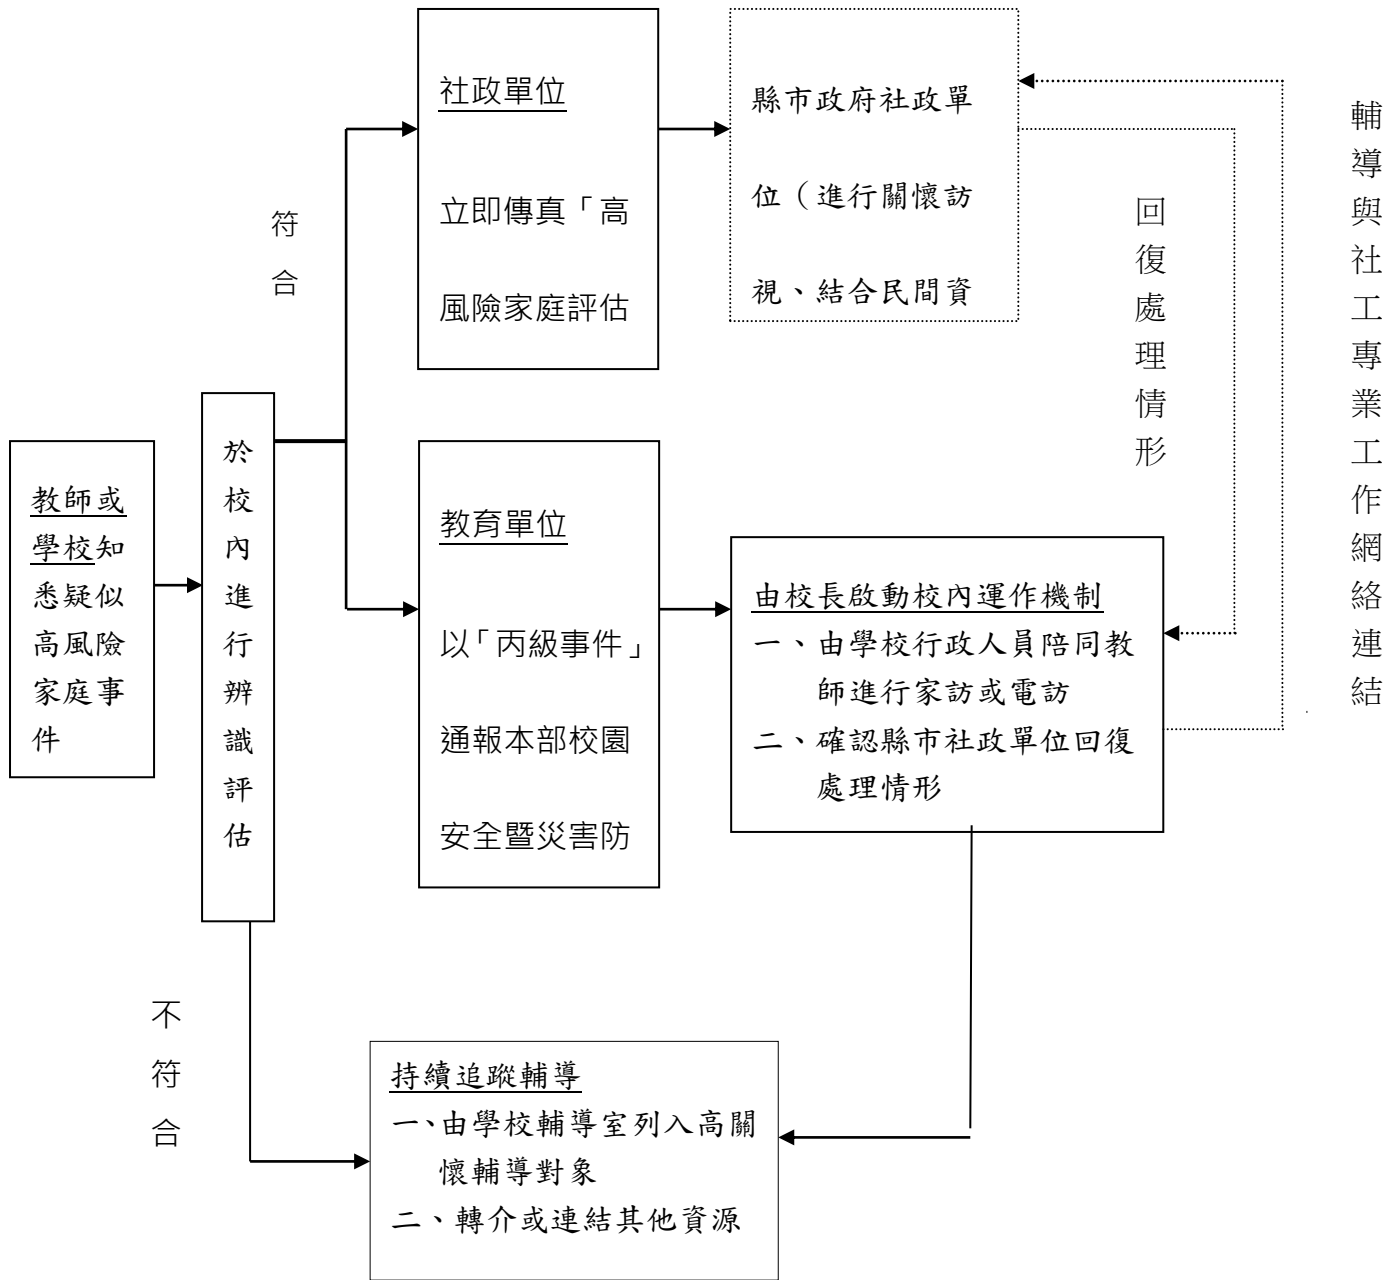 社政單位
立即傳真「高
風險家庭評估
縣市政府社政單
位（進行關懷訪
視、結合民間資
輔導與社工專業工作網絡連結
回復處理情形
符合
教師或
學校知
悉疑似
高風險
家庭事
件
於校內進行辨識評估
教育單位
以「丙級事件」
通報本部校園
安全暨災害防
由校長啟動校內運作機制
一、由學校行政人員陪同教
師進行家訪或電訪
二、確認縣市社政單位回復
處理情形
不符合
持續追蹤輔導
一、由學校輔導室列入高關
懷輔導對象
二、轉介或連結其他資源